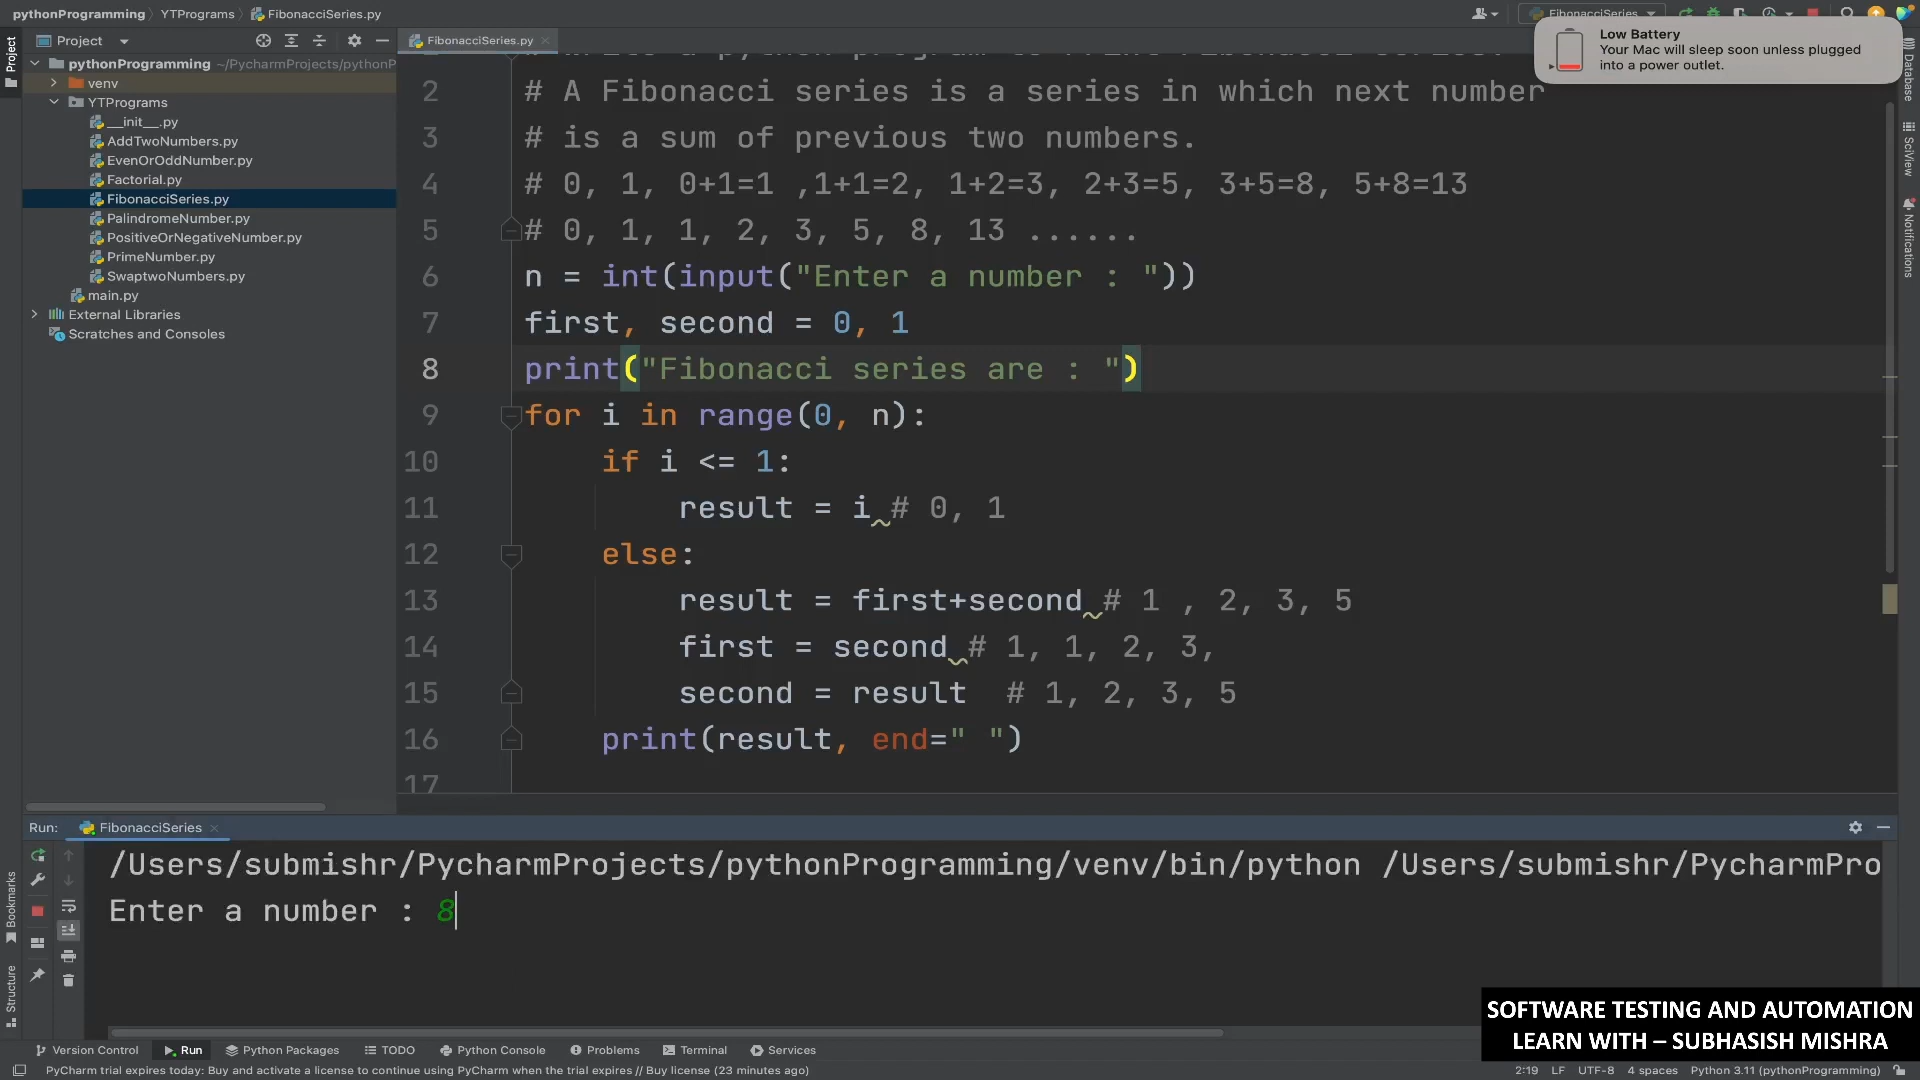 pythonProgramming YTPrograms FibonacciSeries.py
FibonacciSeries
Low Battery
Your Mac will sleep soon unless plugged
into a power outlet.
Project
Project
pythonProgramming ~/PycharmProjects/pythonP
venv
YTPrograms
__init__.py
AddTwoNumbers.py
EvenOrOddNumber.py
Factorial.py
FibonacciSeries.py
PalindromeNumber.py
PositiveOrNegativeNumber.py
PrimeNumber.py
SwaptwoNumbers.py
main.py
External Libraries
Scratches and Consoles
FibonacciSeries.py
2 # A Fibonacci series is a series in which next number
3 # is a sum of previous two numbers.
4 # 0, 1, 0+1=1 ,1+1=2, 1+2=3, 2+3=5, 3+5=8, 5+8=13
5 # 0, 1, 1, 2, 3, 5, 8, 13 ......
6 n = int(input("Enter a number : "))
7 first, second = 0, 1
8 print("Fibonacci series are : ")
9 for i in range(0, n):
10 if i <= 1:
11 result = i # 0, 1
12 else:
13 result = first+second # 1 , 2, 3, 5
14 first = second # 1, 1, 2, 3,
15 second = result # 1, 2, 3, 5
16 print(result, end=" ")
17
Database
SciView
Notifications
Run: FibonacciSeries
/Users/submishr/PycharmProjects/pythonProgramming/venv/bin/python /Users/submishr/PycharmPro
Enter a number : 8
Bookmarks
Structure
SOFTWARE TESTING AND AUTOMATION
LEARN WITH – SUBHASISH MISHRA
Version Control Run Python Packages TODO Python Console Problems Terminal Services
PyCharm trial expires today: Buy and activate a license to continue using PyCharm when the trial expires // Buy license (23 minutes ago) 2:19 LF UTF-8 4 spaces Python 3.11 (pythonProgramming)